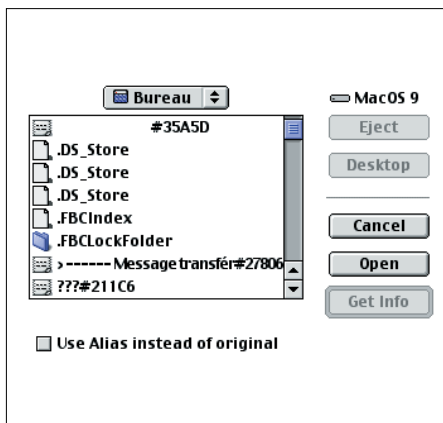 Bureau
MacOS 9
#35A5D
.DS_Store
.DS_Store
.DS_Store
.FBCIndex
.FBCLockFolder
>------ Message transfér#27806
???#211C6
Eject
Desktop
Cancel
Open
Get Info
Use Alias instead of original